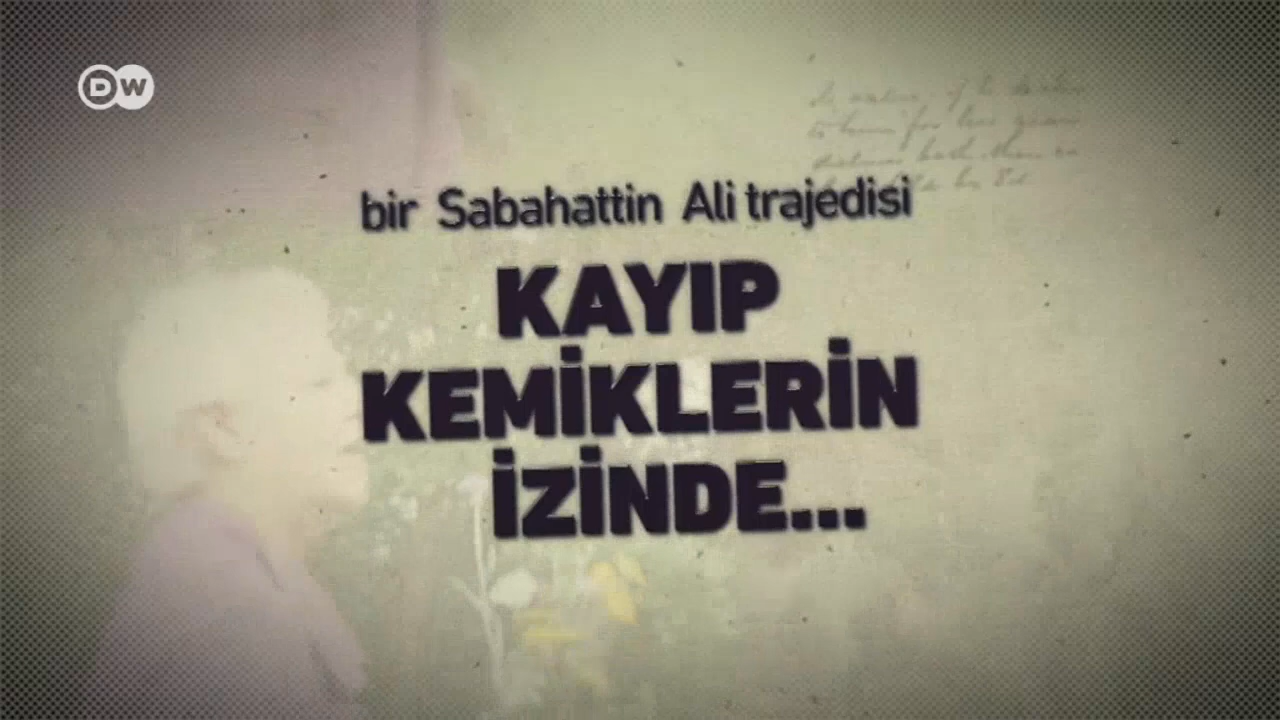 DW
bir Sabahattin Ali trajedisi
KAYIP
KEMİKLERİN
İZİNDE...